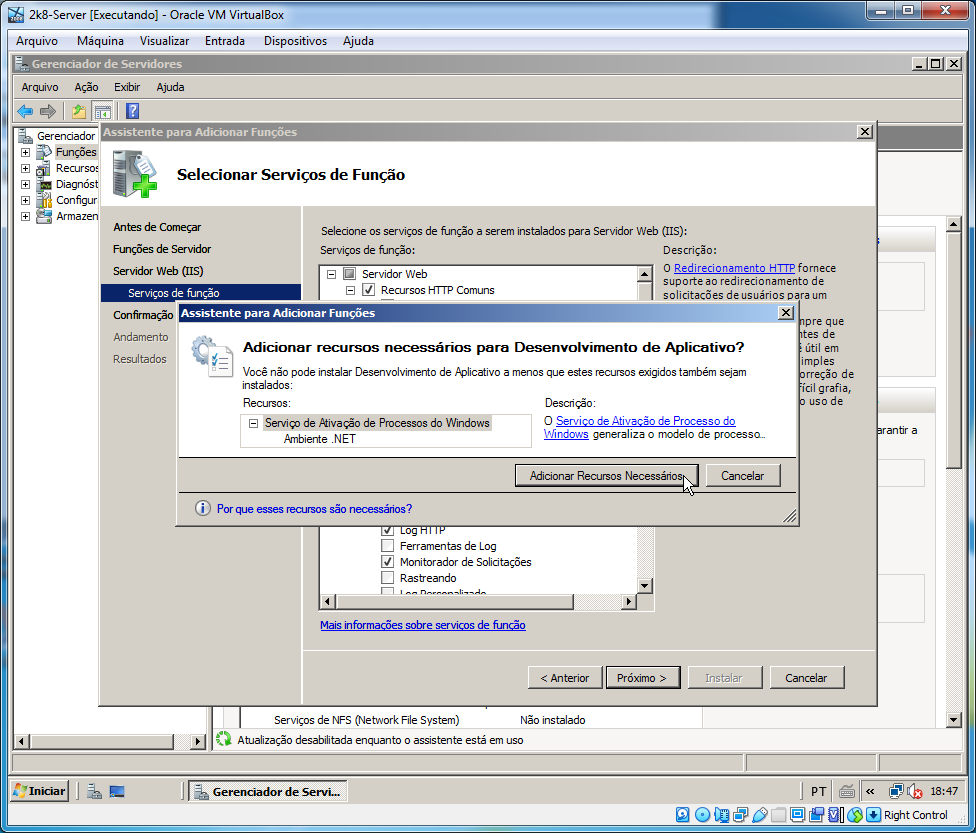 2k8-Server [Executando] - Oracle VM VirtualBox
Arquivo Máquina Visualizar Entrada Dispositivos Ajuda
Gerenciador de Servidores
Arquivo Ação Exibir Ajuda
Gerenciador
Funções
Recursos
Diagnóst
Configur
Armazen
Assistente para Adicionar Funções
Selecionar Serviços de Função
Antes de Começar
Funções de Servidor
Servidor Web (IIS)
Serviços de função
Confirmação
Andamento
Resultados
Selecione os serviços de função a serem instalados para Servidor Web (IIS):
Serviços de função:
Servidor Web
Recursos HTTP Comuns
Descrição:
O Redirecionamento HTTP fornece
suporte ao redirecionamento de
solicitações de usuários para um
mpre que
ntes de
é útil em
imples
orreção de
fícil grafia,
o uso de
arantir a
Assistente para Adicionar Funções
Adicionar recursos necessários para Desenvolvimento de Aplicativo?
Você não pode instalar Desenvolvimento de Aplicativo a menos que estes recursos exigidos também sejam
instalados:
Recursos:
Serviço de Ativação de Processos do Windows
Ambiente .NET
Descrição:
O Serviço de Ativação de Processo do
Windows generaliza o modelo de processo...
Adicionar Recursos Necessários Cancelar
Por que esses recursos são necessários?
Log HTTP
Ferramentas de Log
Monitorador de Solicitações
Rastreando
Log Personalizado
Mais informações sobre serviços de função
< Anterior Próximo > Instalar Cancelar
Serviços de NFS (Network File System) Não instalado
Atualização desabilitada enquanto o assistente está em uso
Iniciar Gerenciador de Servi... PT « 18:47
Right Control